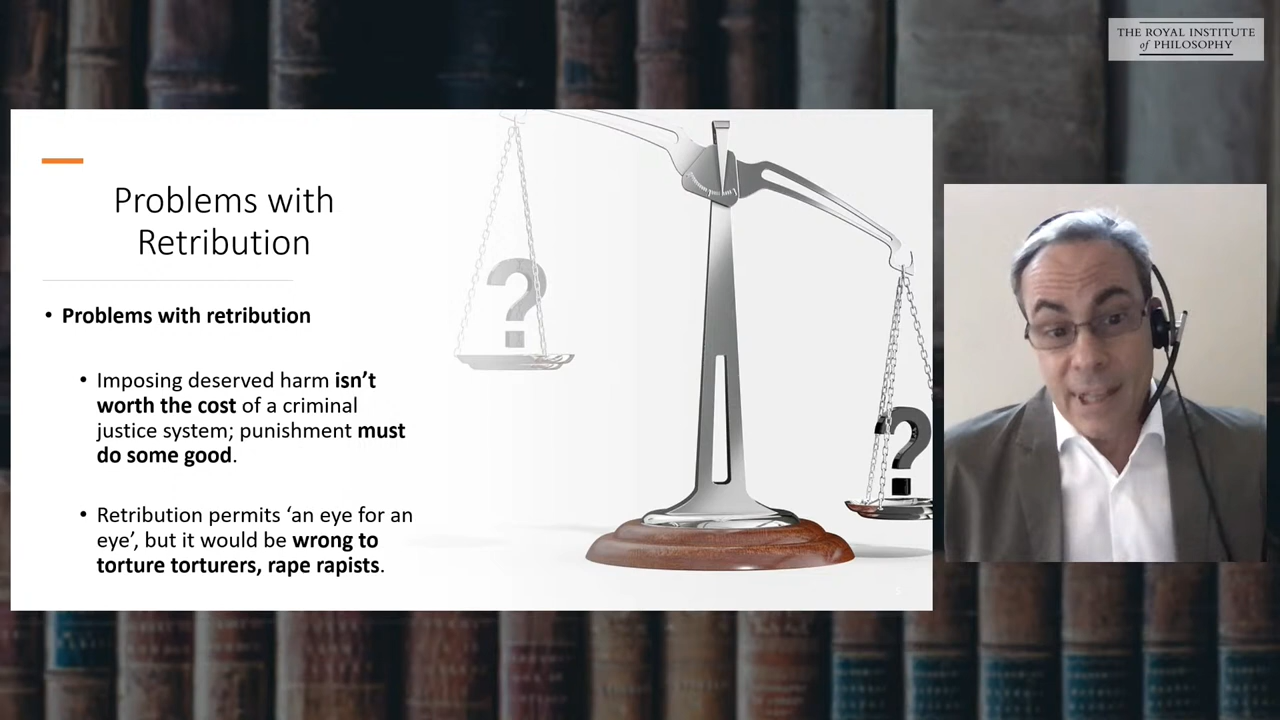 THE ROYAL INSTITUTE
of PHILOSOPHY
Problems with
Retribution
• Problems with retribution
• Imposing deserved harm isn’t
worth the cost of a criminal
justice system; punishment must
do some good.
• Retribution permits ‘an eye for an
eye’, but it would be wrong to
torture torturers, rape rapists.
?
?